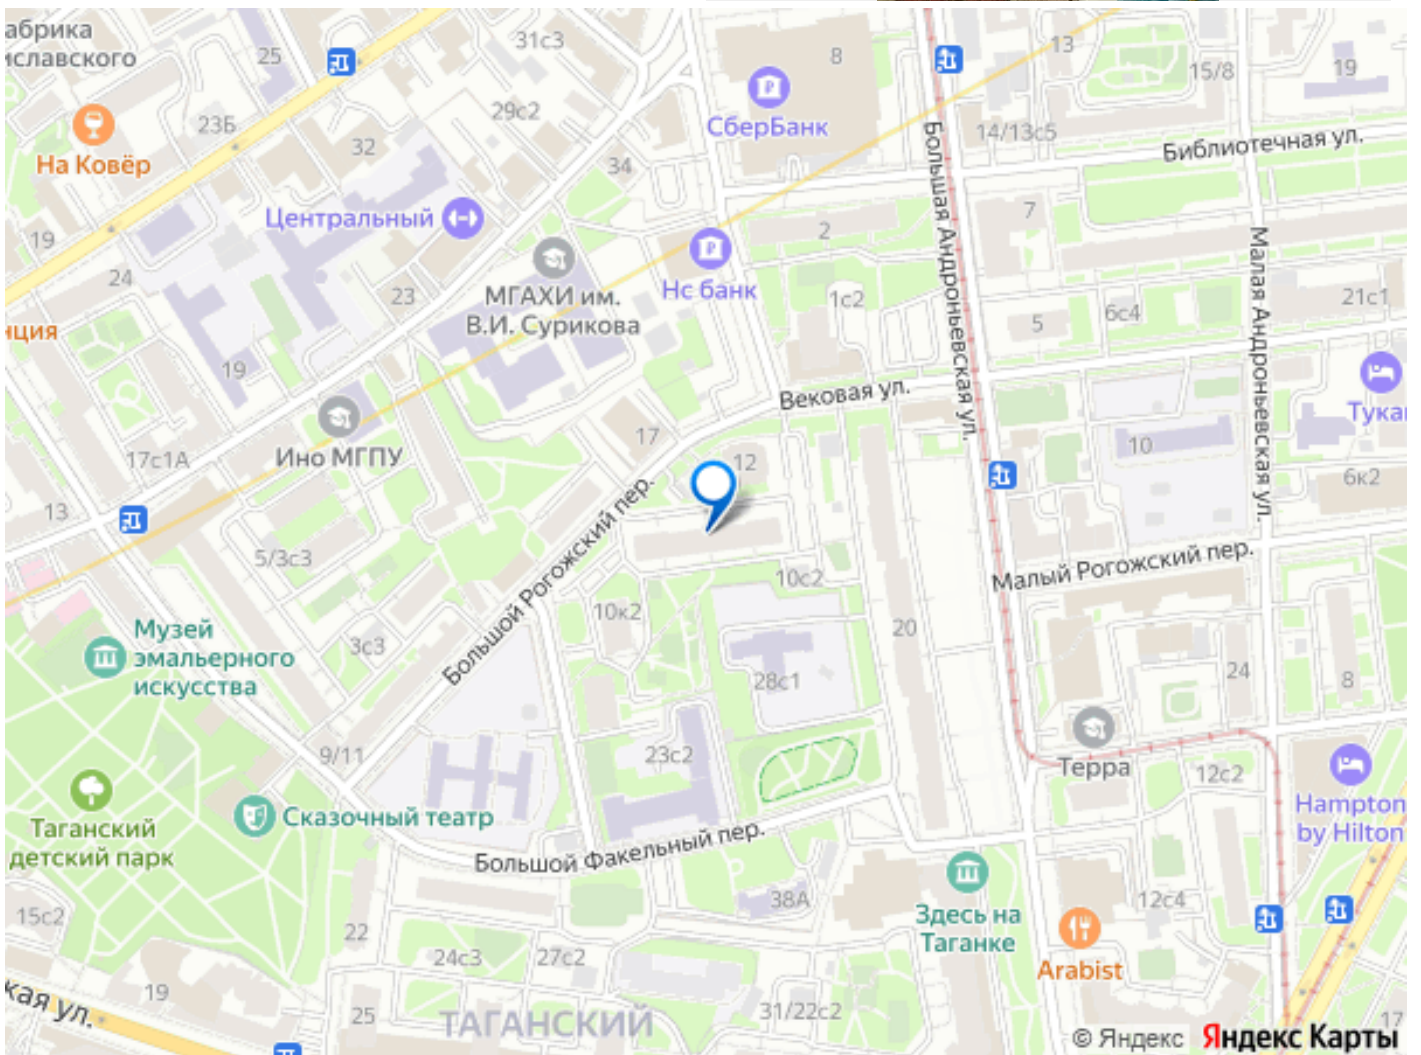 абрика
иславского
25
31с3
8
13
15/8
19
СберБанк
На Ковёр
23Б
29с2
32
34
14/13с5
Библиотечная ул.
Большая Андроньевская ул.
Центральный
7
2
19
24
МГАХИ им.
В.И. Сурикова
Нс банк
23
1с2
6с4
5
21с1
Малая Андроньевская ул.
нция
19
Вековая ул.
Тука
17
17с1А
Ино МГПУ
12
10
6к2
13
Большой Рогожский пер.
5/3с3
10с2
Малый Рогожский пер.
10к2
20
Музей
эмальерного
искусства
3с3
28с1
24
8
9/11
23с2
Терра
12с2
Таганский
детский парк
Сказочный театр
Hampton
by Hilton
Большой Факельный пер.
38А
12с4
15с2
22
Здесь на
Таганке
24с3
27с2
Arabist
19
кая ул.
25
ТАГАНСКИЙ
31/22с2
17
© Яндекс Яндекс Карты